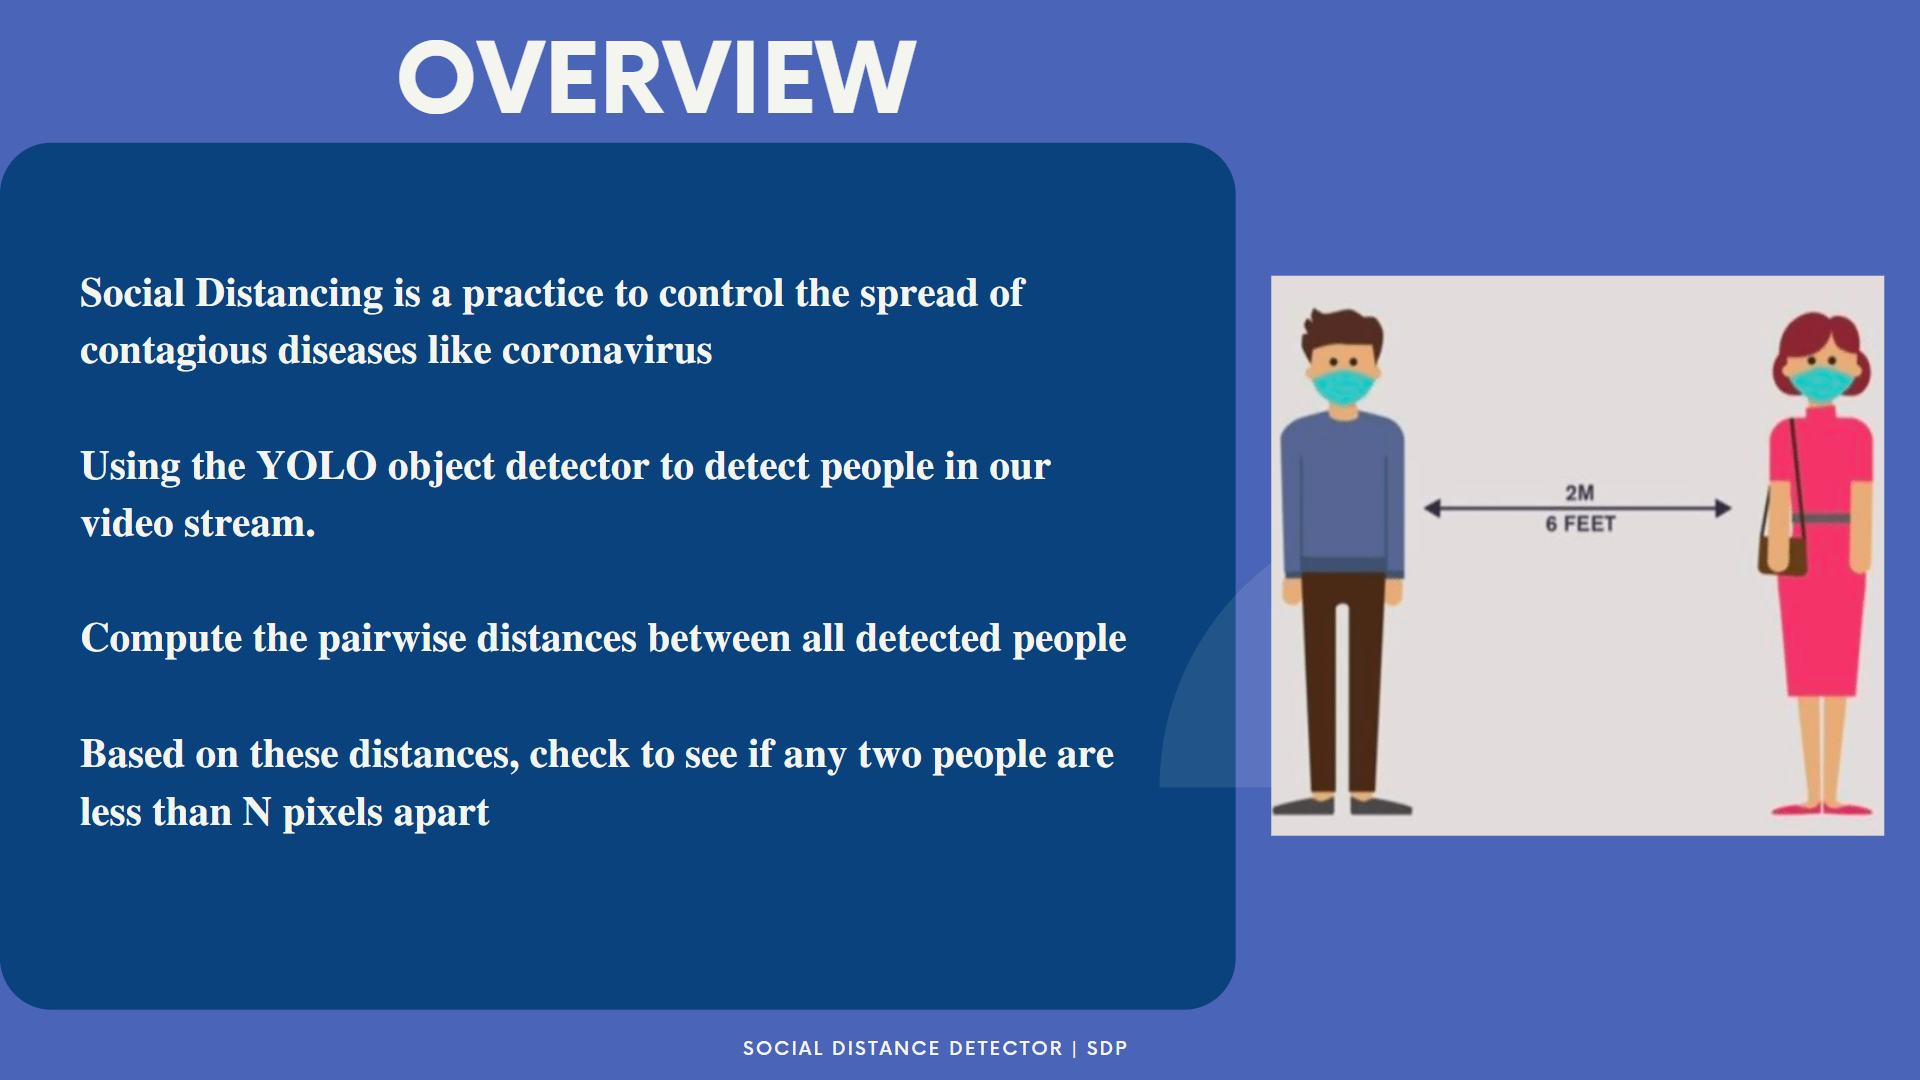 OVERVIEW
Social Distancing is a practice to control the spread of
contagious diseases like coronavirus
Using the YOLO object detector to detect people in our
video stream.
Compute the pairwise distances between all detected people
Based on these distances, check to see if any two people are
less than N pixels apart
2M
6 FEET
SOCIAL DISTANCE DETECTOR | SDP